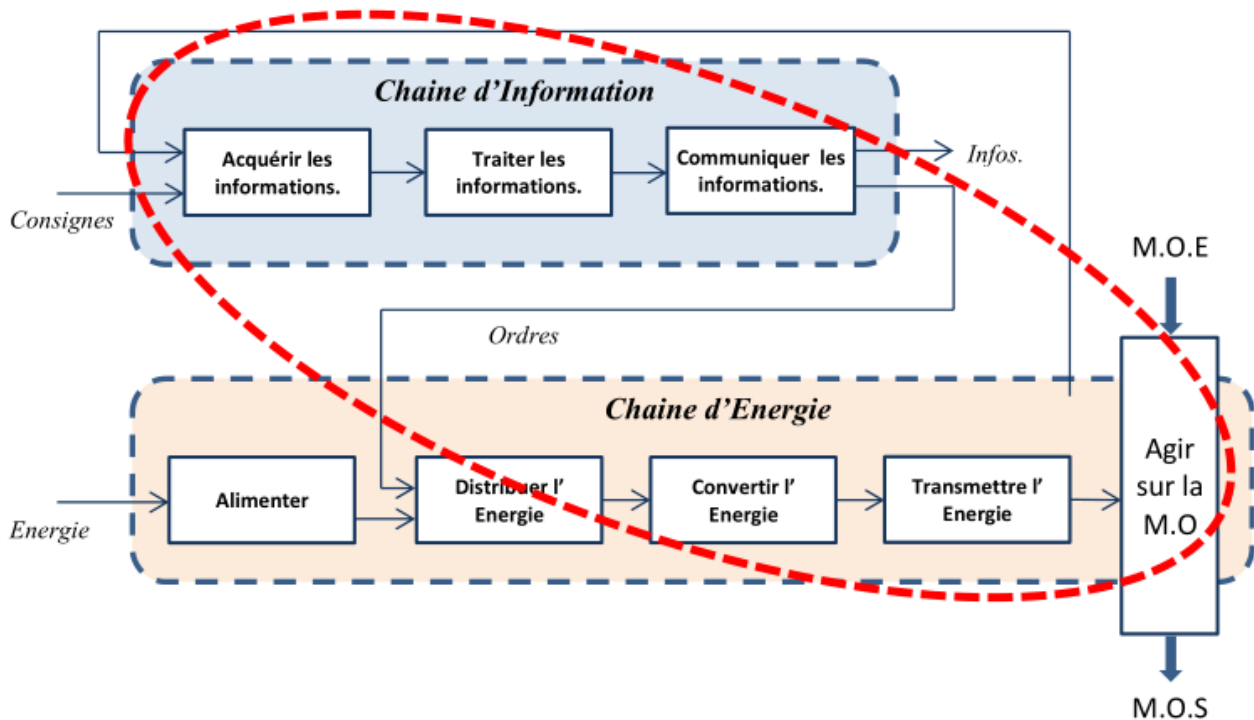 Chaine d’Information
Acquérir les
informations.
Traiter les
informations.
Communiquer les
informations.
Infos.
Consignes
M.O.E
Ordres
Chaine d’Energie
Alimenter
Distribuer l’
Energie
Convertir l’
Energie
Transmettre l’
Energie
Agir
sur la
M.O
Energie
M.O.S